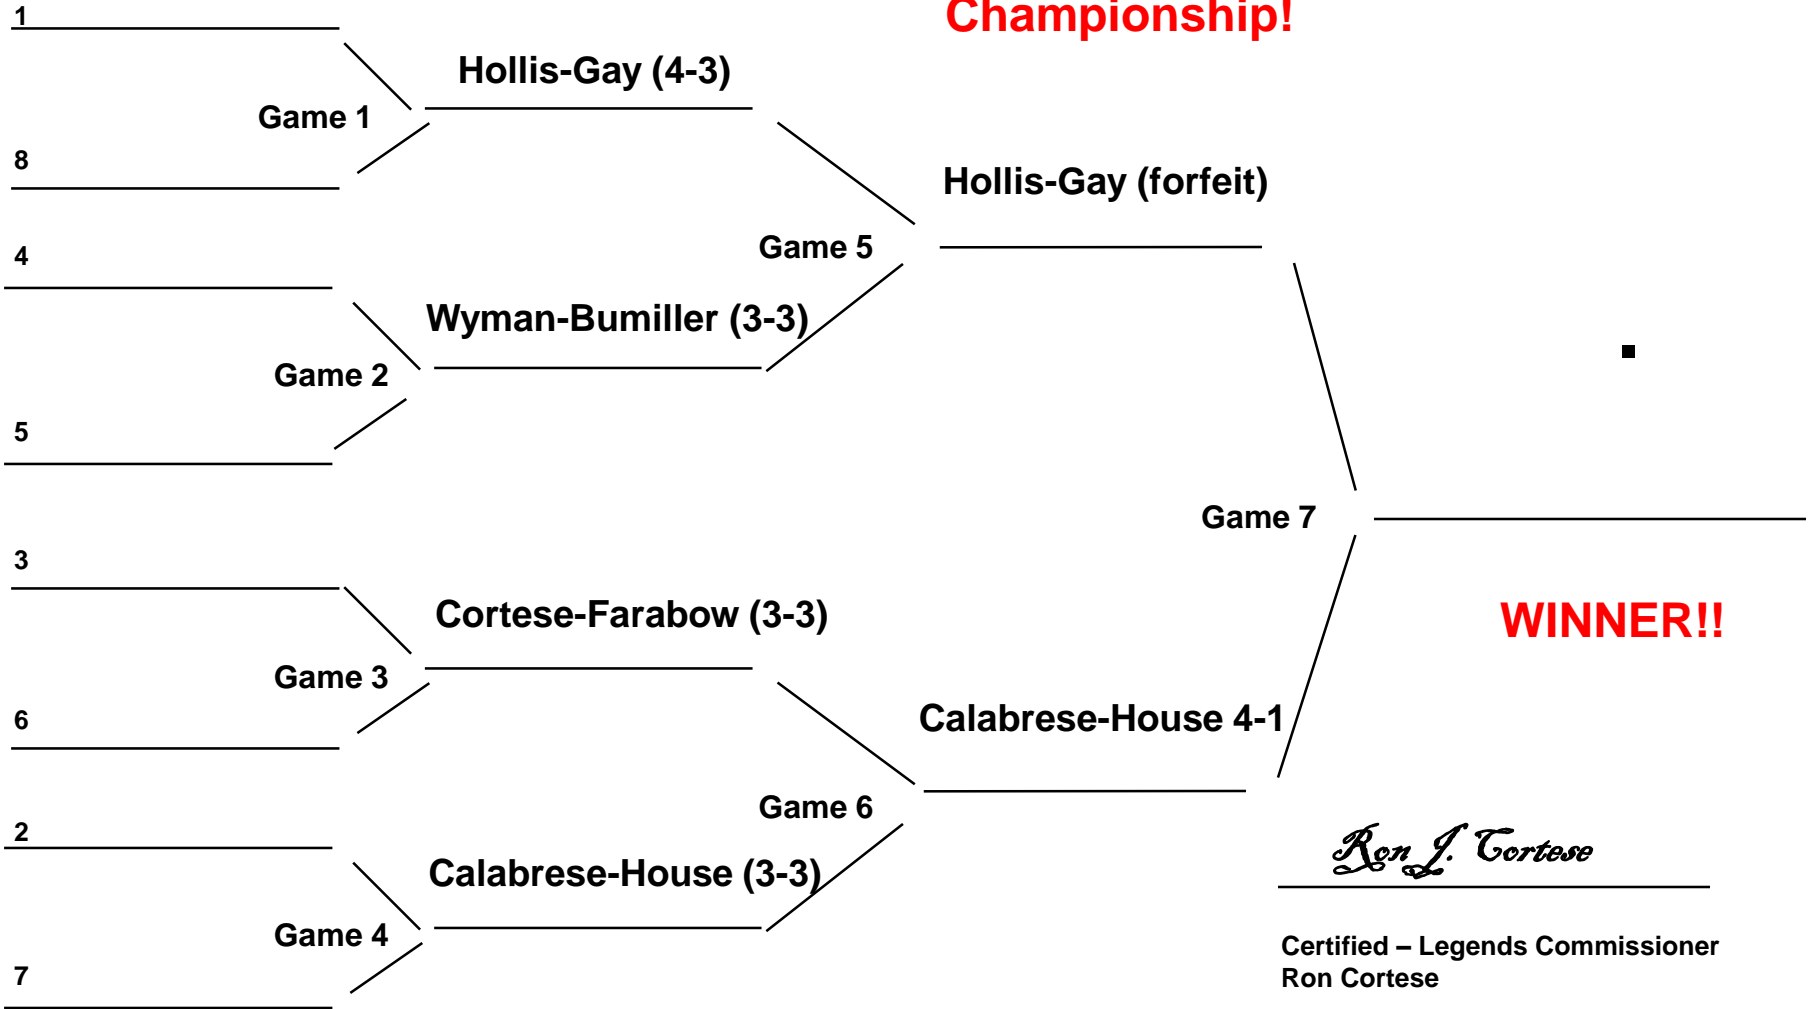 Championship!
1
Hollis-Gay (4-3)
Game 1
8
Hollis-Gay (forfeit)
4
Game 5
Wyman-Bumiller (3-3)
Game 2
5
Game 7
3
Cortese-Farabow (3-3)
WINNER!!
Game 3
6
Calabrese-House 4-1
Game 6
2
Ron J. Cortese
Calabrese-House (3-3)
Game 4
Certified – Legends Commissioner
7
Ron Cortese